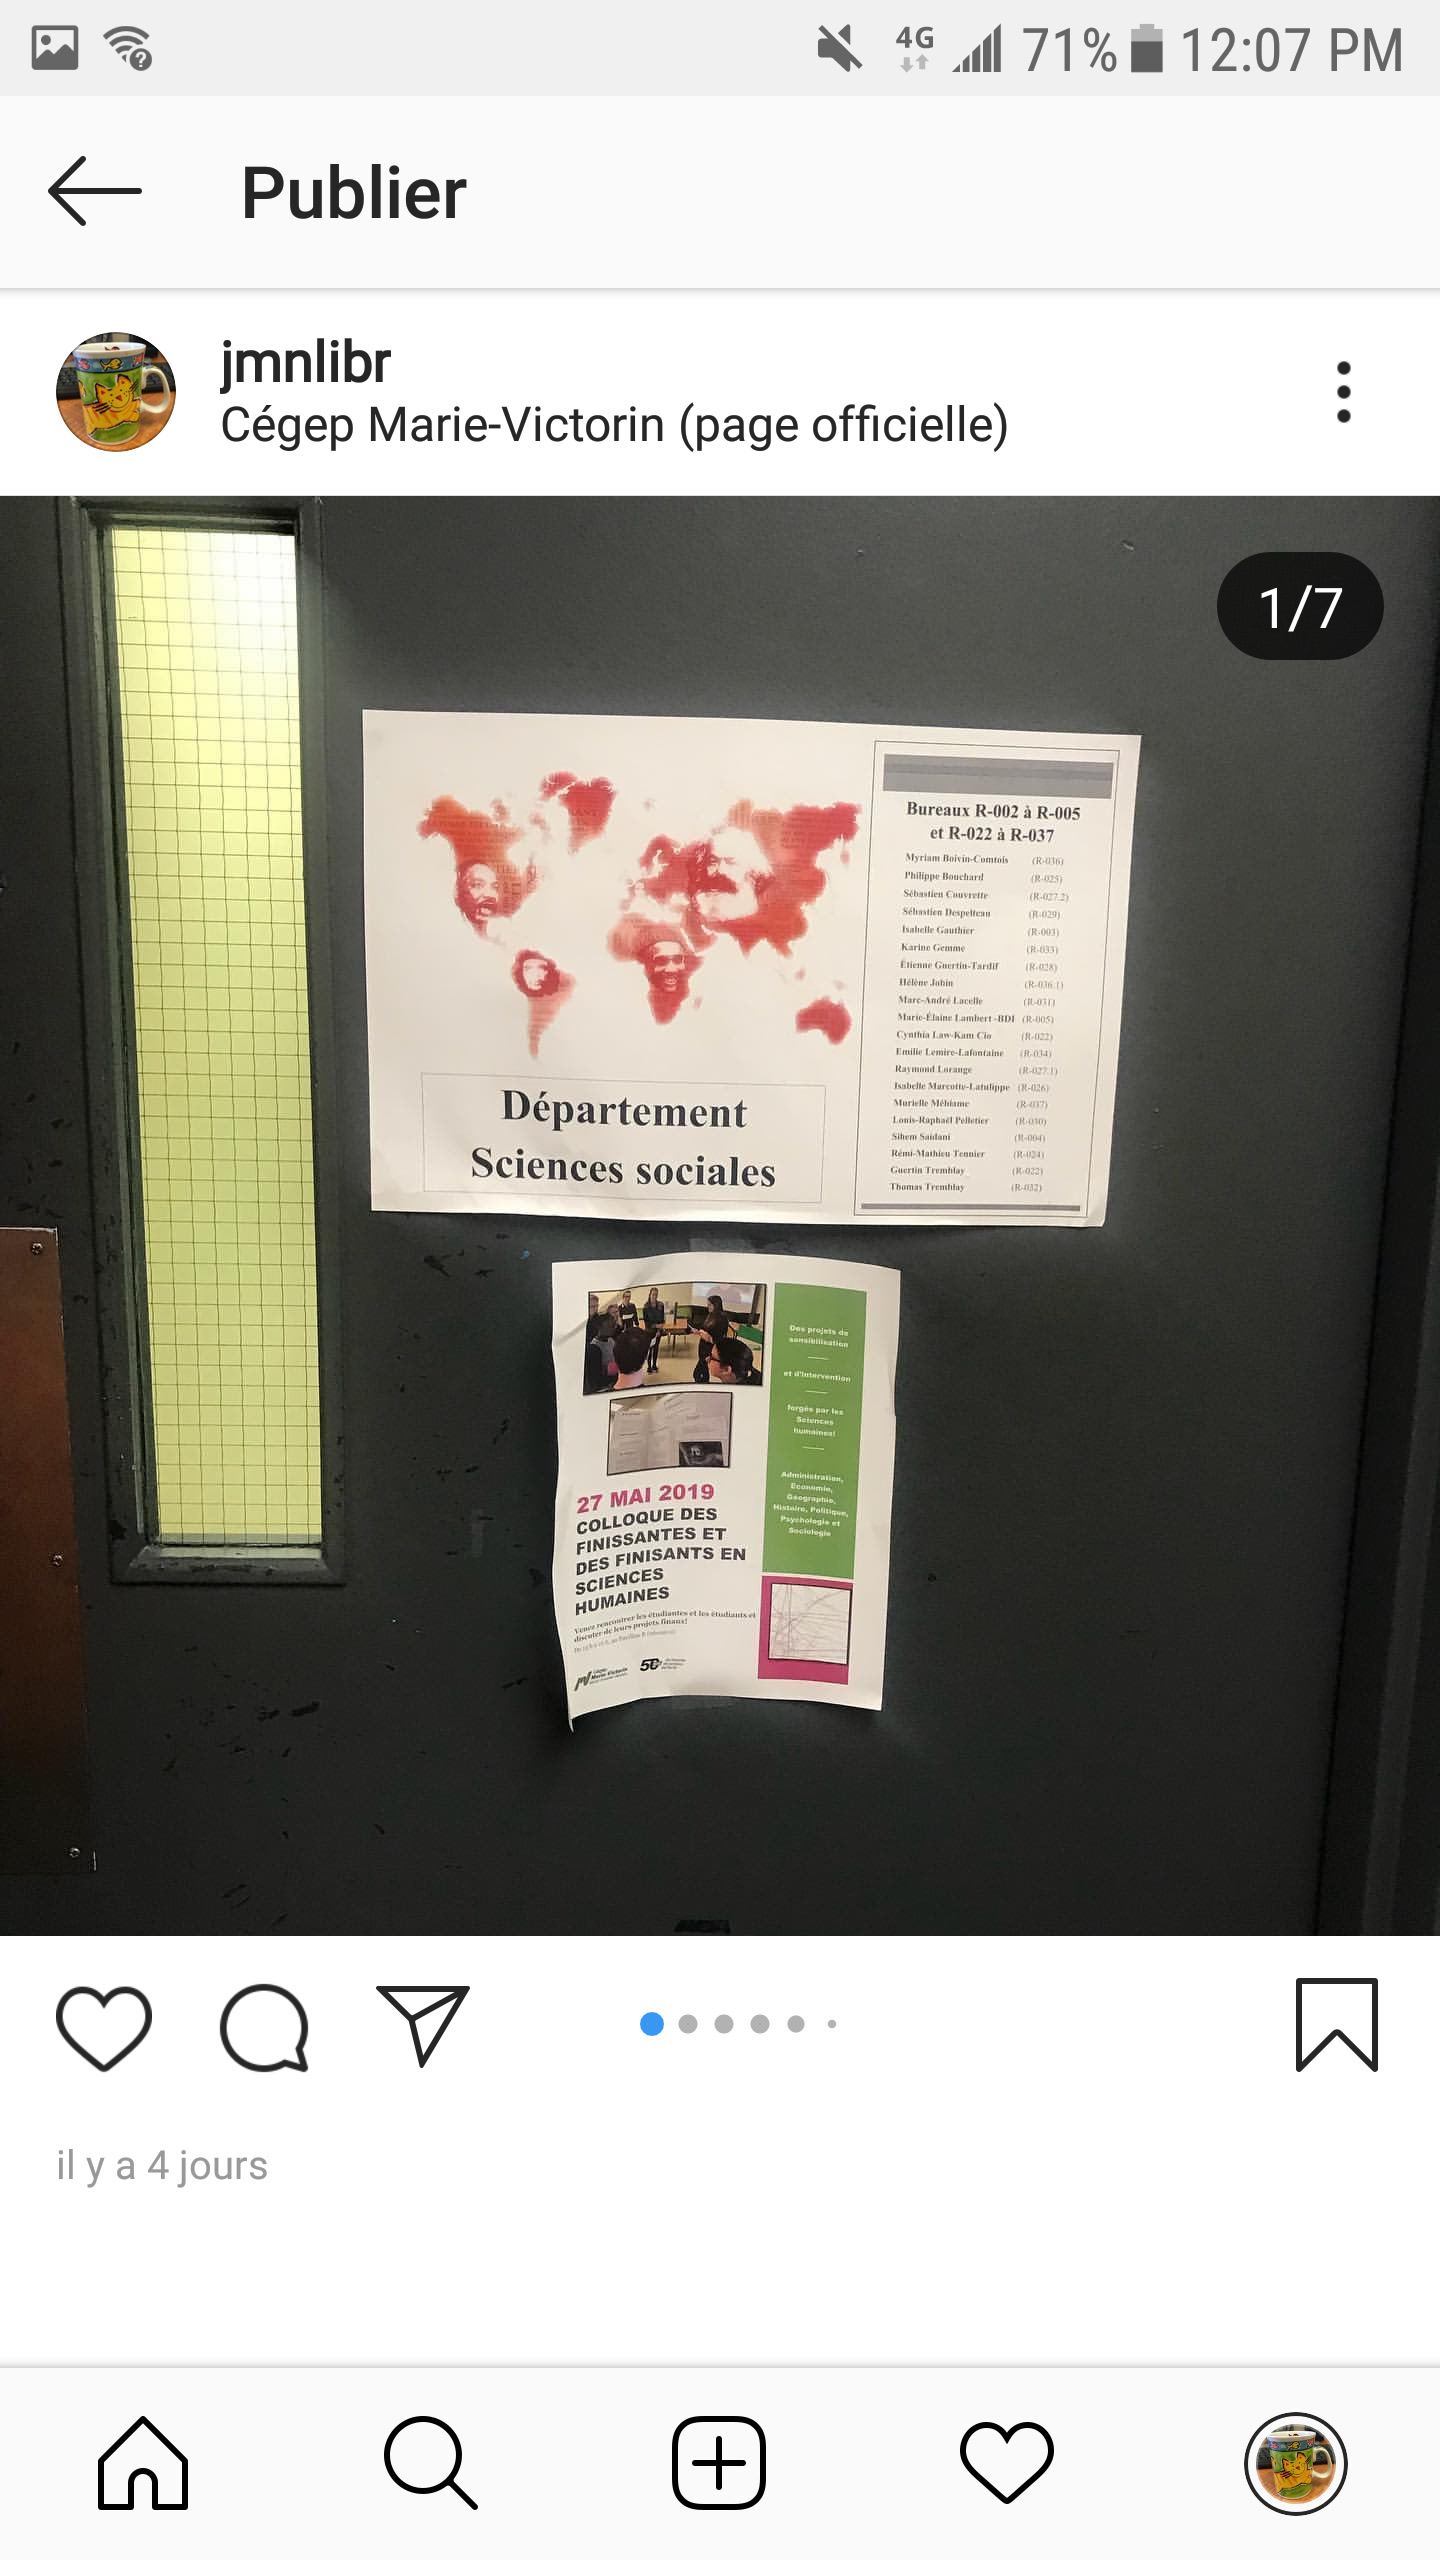 4G
71%
12:07 PM
Publier
jmnlibr
Cégep Marie-Victorin (page officielle)
1/7
Bureaux R-002 à R-005
et R-022 à R-037
Myriam Boivin-Comtois (R-036)
Philippe Bouchard (R-025)
Sébastien Couvrette (R-027.2)
Sébastien Despelteau (R-029)
Isabelle Gauthier (R-003)
Karine Gemme (R-033)
Étienne Guertin-Tardif (R-028)
Hélène Jobin (R-036.1)
Marc-André Lacelle (R-031)
Marie-Élaine Lambert -BDI (R-005)
Cynthia Law-Kam Cio (R-022)
Emilie Lemire-Lafontaine (R-034)
Raymond Lorange (R-027.1)
Isabelle Marcotte-Latulippe (R-026)
Murielle Mébiame (R-037)
Louis-Raphaël Pelletier (R-030)
Sihem Saidani (R-004)
Rémi-Mathieu Tennier (R-024)
Guertin Tremblay (R-022)
Thomas Tremblay (R-032)
Département
Sciences sociales
Des projets de
sensibilisation
et d'intervention
forgés par les
Sciences
humaines!
Administration,
Économie,
Géographie,
Histoire, Politique,
Psychologie et
Sociologie
27 MAI 2019
COLLOQUE DES
FINISSANTES ET
DES FINISANTS EN
SCIENCES
HUMAINES
Venez rencontrer les étudiantes et les étudiants et
discuter de leurs projets finaux!
Cégep
Marie-Victorin
50
il y a 4 jours